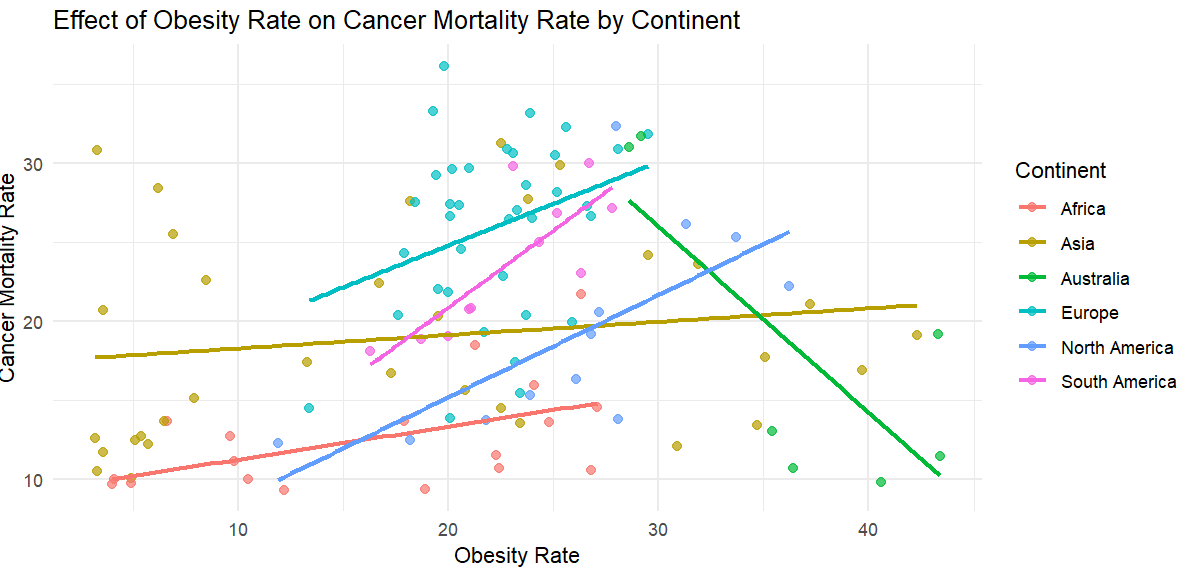 Effect of Obesity Rate on Cancer Mortality Rate by Continent
Cancer Mortality Rate
30
20
10
10 20 30 40
Obesity Rate
Continent
Africa
Asia
Australia
Europe
North America
South America